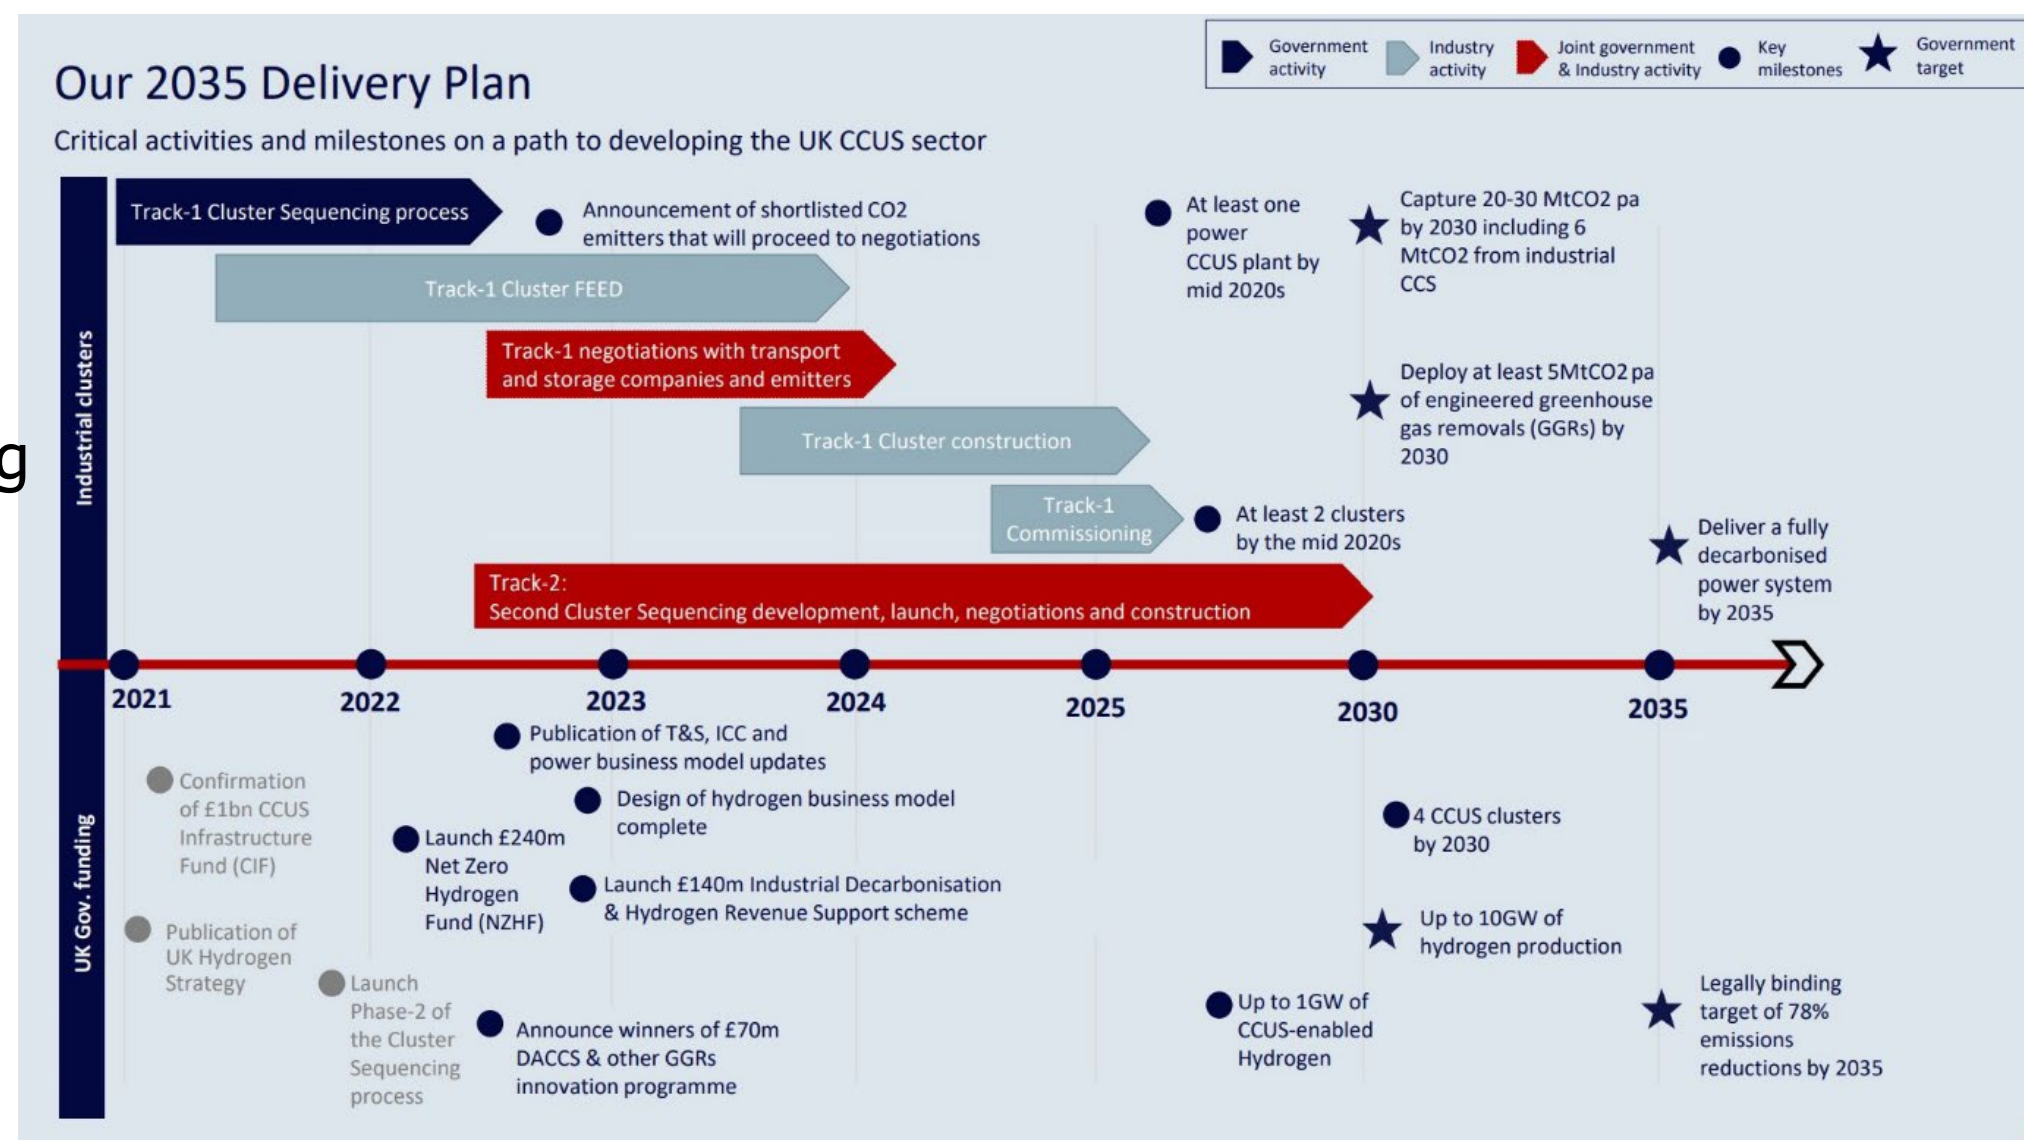 Our 2035 Delivery Plan
Critical activities and milestones on a path to developing the UK CCUS sector
Government
activity
Industry
activity
Joint government
& Industry activity
Key
milestones
Government
target
Industrial clusters
Track-1 Cluster Sequencing process
Announcement of shortlisted CO2
emitters that will proceed to negotiations
At least one
power
CCUS plant by
mid 2020s
Capture 20-30 MtCO2 pa
by 2030 including 6
MtCO2 from industrial
CCS
Track-1 Cluster FEED
Track-1 negotiations with transport
and storage companies and emitters
Deploy at least 5MtCO2 pa
of engineered greenhouse
gas removals (GGRs) by
2030
g
Track-1 Cluster construction
Track-1
Commissioning
At least 2 clusters
by the mid 2020s
Deliver a fully
decarbonised
power system
by 2035
Track-2:
Second Cluster Sequencing development, launch, negotiations and construction
2021
2022
2023
2024
2025
2030
2035
UK Gov. funding
Publication of T&S, ICC and
power business model updates
Confirmation
of £1bn CCUS
Infrastructure
Fund (CIF)
Design of hydrogen business model
complete
Launch £240m
Net Zero
Hydrogen
Fund (NZHF)
4 CCUS clusters
by 2030
Launch £140m Industrial Decarbonisation
& Hydrogen Revenue Support scheme
Publication of
UK Hydrogen
Strategy
Up to 10GW of
hydrogen production
Launch
Phase-2 of
the Cluster
Sequencing
process
Announce winners of £70m
DACCS & other GGRs
innovation programme
Up to 1GW of
CCUS-enabled
Hydrogen
Legally binding
target of 78%
emissions
reductions by 2035